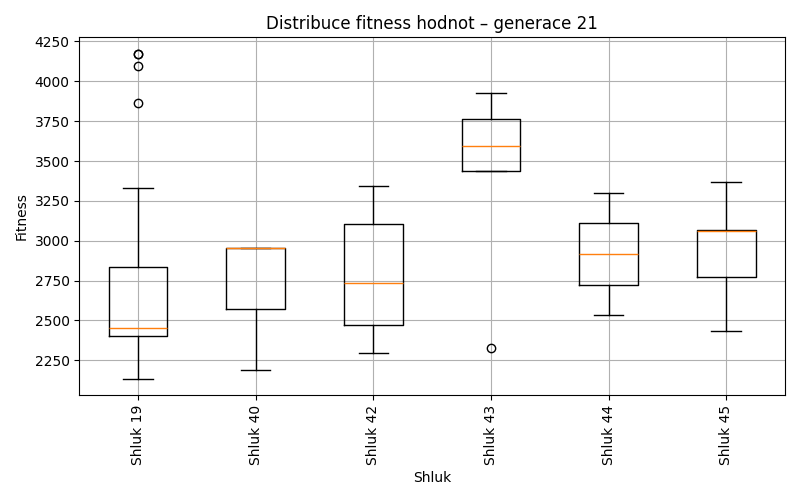 Distribuce fitness hodnot – generace 21
4250
4000
3750
3500
3250
3000
2750
2500
2250
Fitness
Shluk 19
Shluk 40
Shluk 42
Shluk 43
Shluk 44
Shluk 45
Shluk